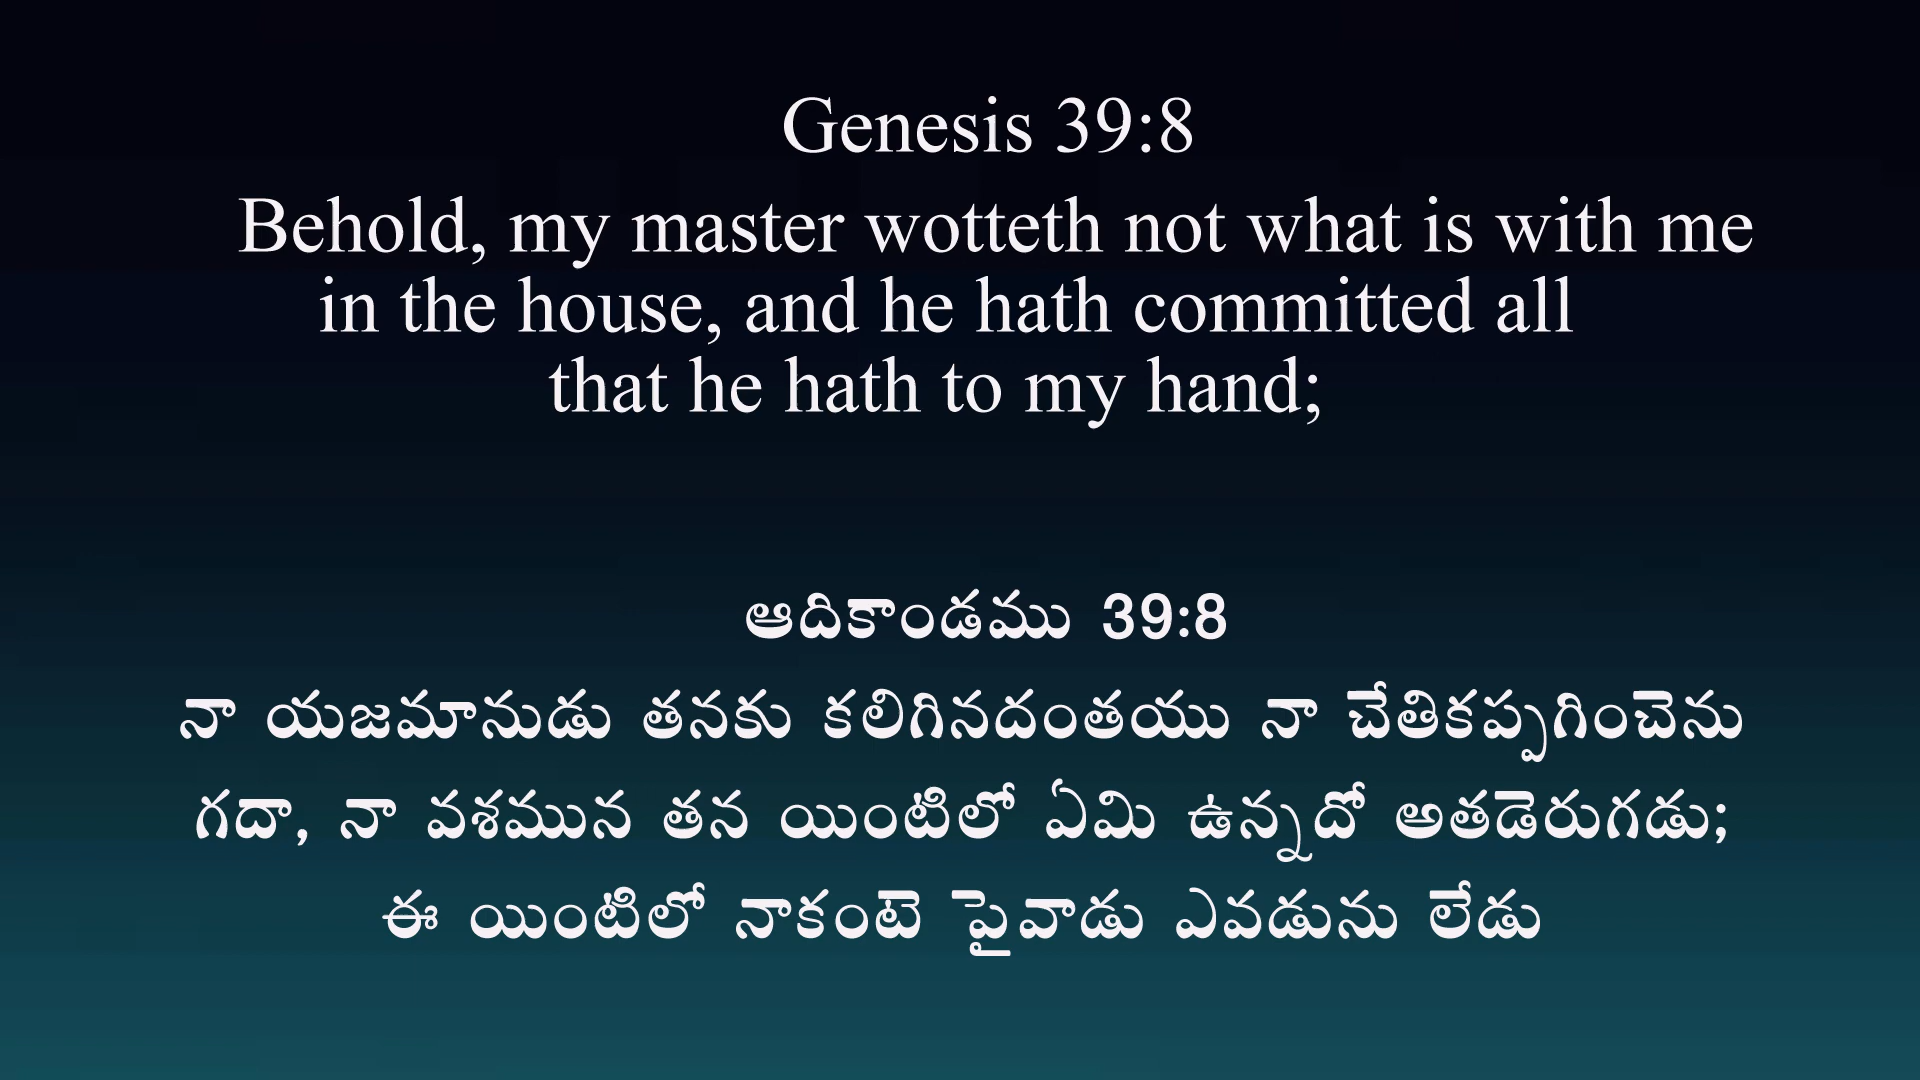 Genesis 39:8
Behold, my master wotteth not what is with me
in the house, and he hath committed all
that he hath to my hand;
ఆదికాండము 39:8
నా యజమానుడు తనకు కలిగినదంతయు నా చేతికప్పగించెను
గదా, నా వశమున తన యింటిలో ఏమి ఉన్నదో అతడెరుగడు;
ఈ యింటిలో నాకంటె పైవాడు ఎవడును లేడు